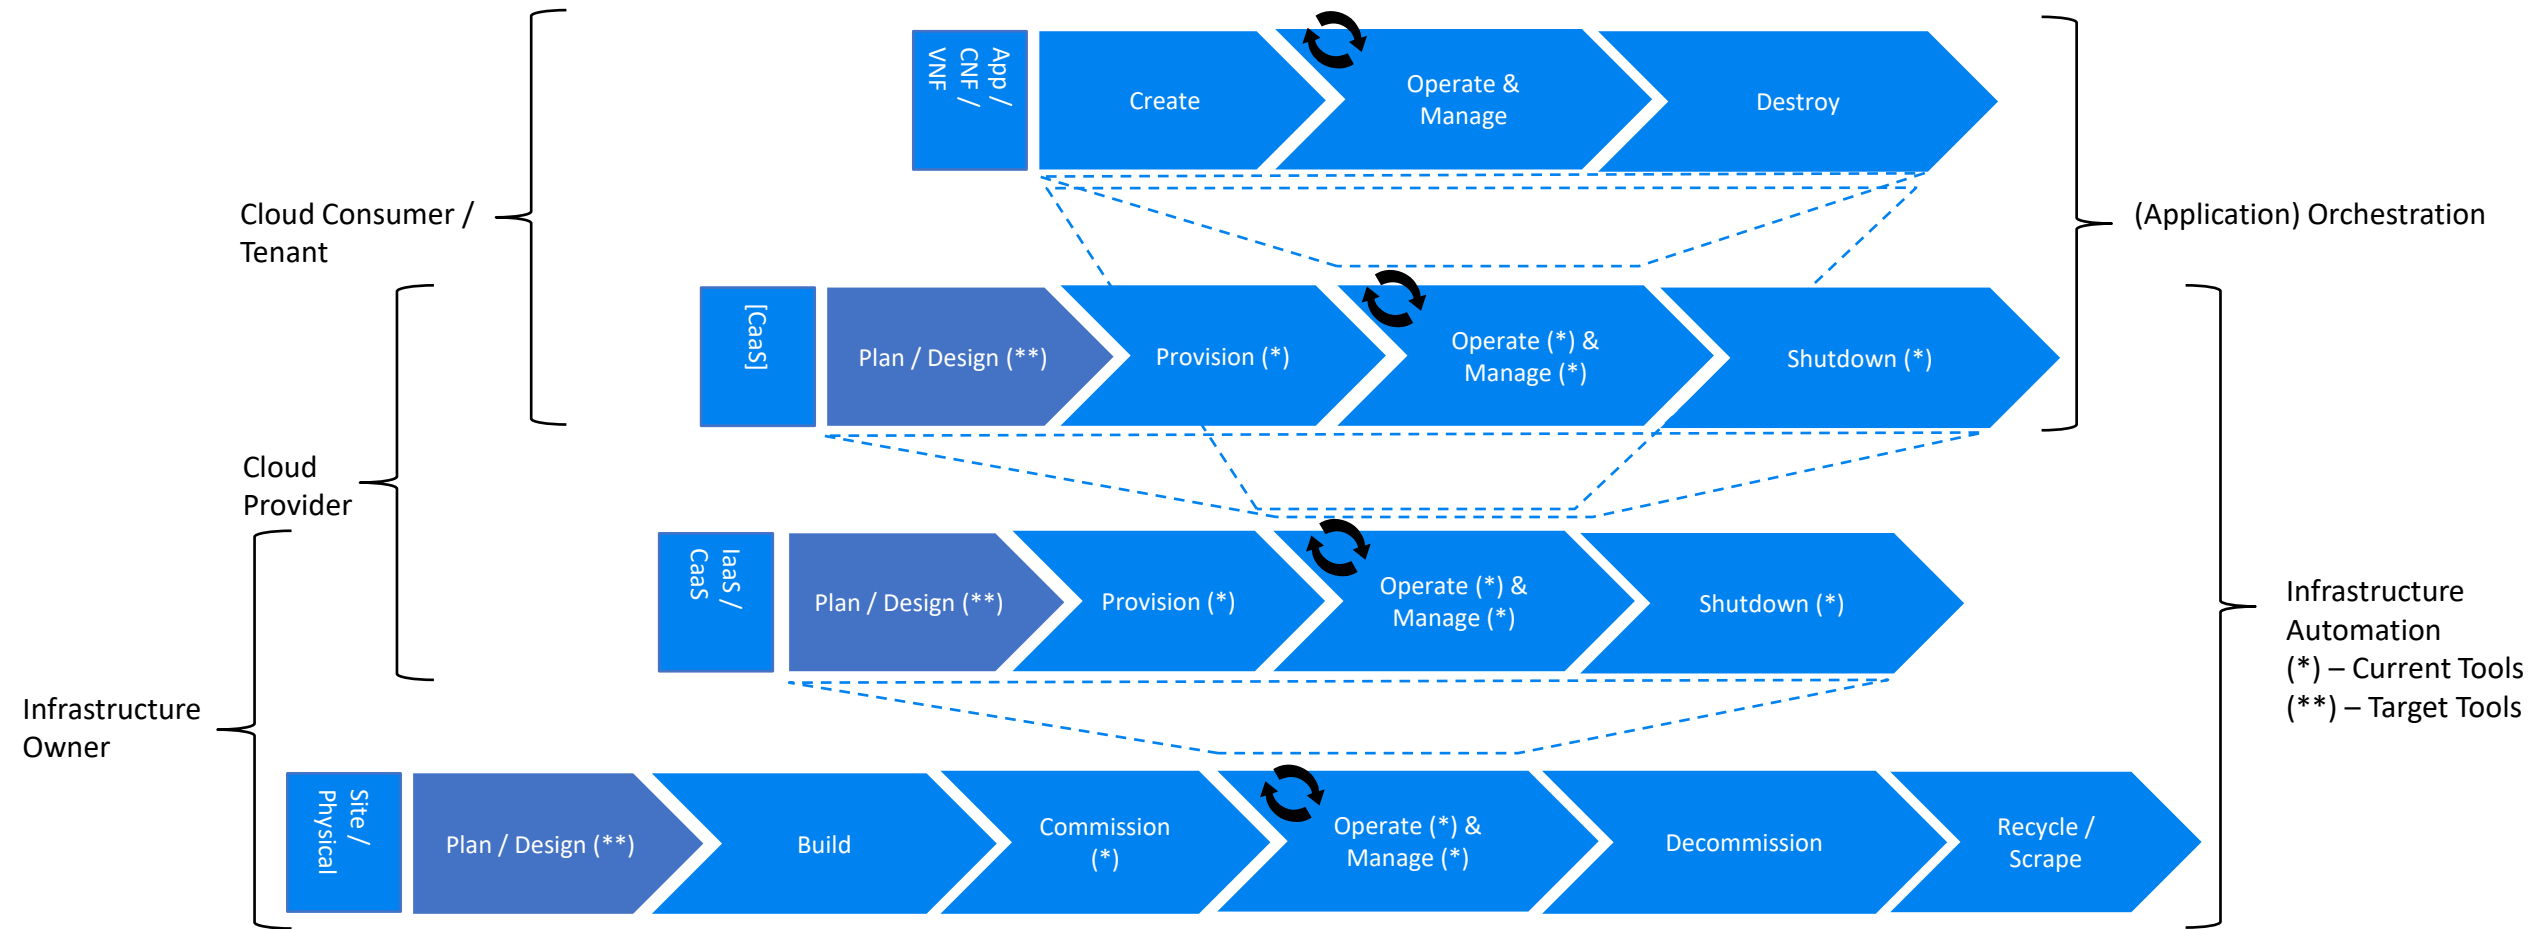 App /
CNF /
VNF
Create
Operate &
Manage
Destroy
Cloud Consumer /
Tenant
(Application) Orchestration
[CaaS]
Plan / Design (**)
Provision (*)
Operate (*) &
Manage (*)
Shutdown (*)
Cloud
Provider
IaaS /
CaaS
Plan / Design (**)
Provision (*)
Operate (*) &
Manage (*)
Shutdown (*)
Infrastructure
Automation
(*) – Current Tools
(**) – Target Tools
Infrastructure
Owner
Site /
Physical
Plan / Design (**)
Build
Commission
(*)
Operate (*) &
Manage (*)
Decommission
Recycle /
Scrape